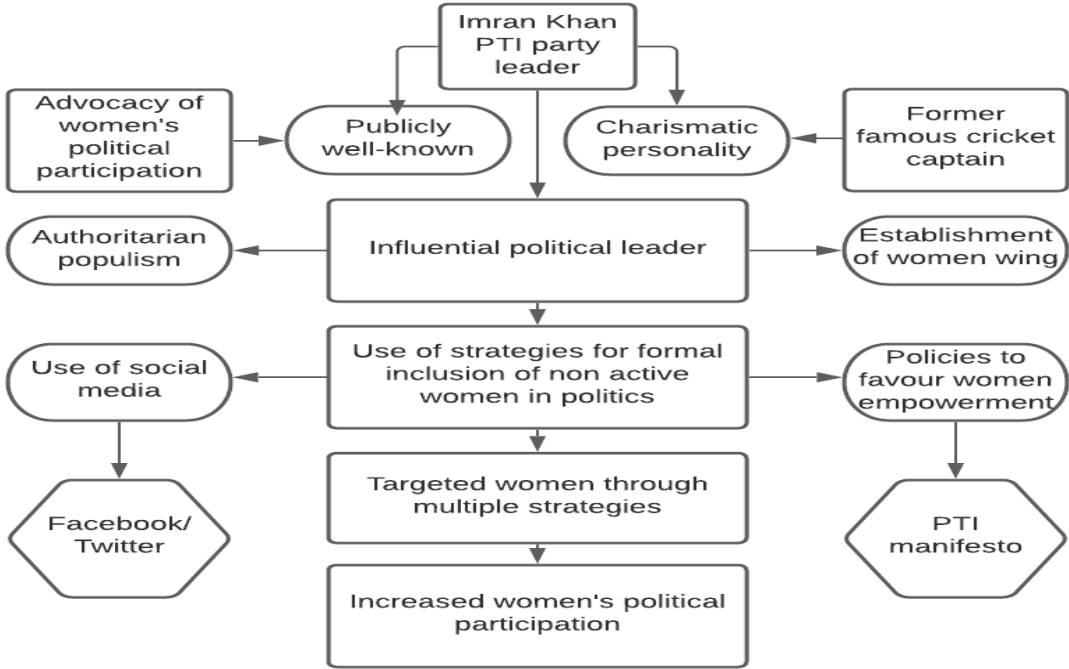 Imran Khan
PTI party
leader
Advocacy of
women's
political
participation
Publicly
well-known
Charismatic
personality
Former
famous cricket
captain
Authoritarian
populism
Influential political leader
Establishment
of women wing
Use of social
media
Use of strategies for formal
inclusion of non active
women in politics
Policies to
favour women
empowerment
Targeted women through
multiple strategies
Facebook/
Twitter
PTI
manifesto
Increased women's political
participation